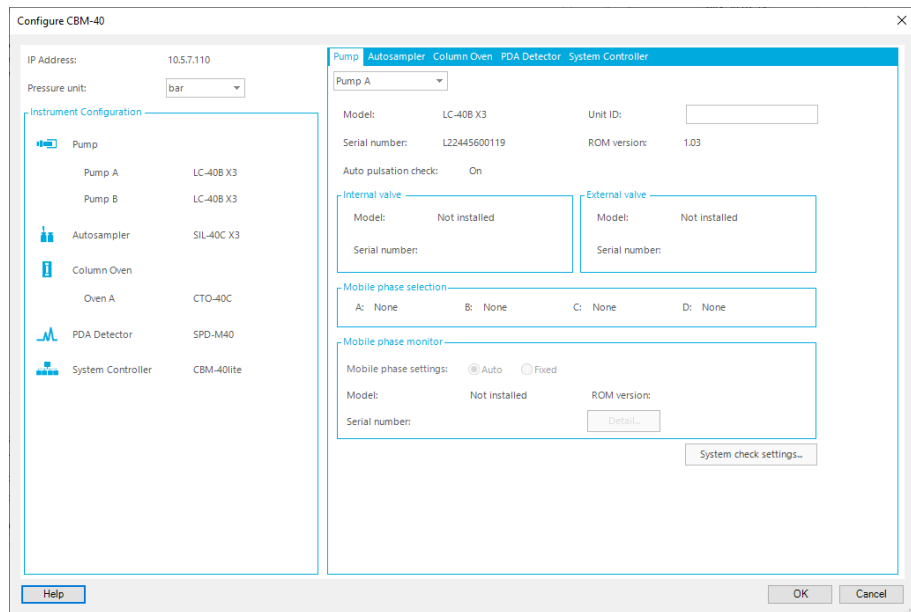 Configure CBM-40
IP Address: 10.5.7.110
Pressure unit: bar
Instrument Configuration
Pump
Pump A LC-40B X3
Pump B LC-40B X3
Autosampler SIL-40C X3
Column Oven
Oven A CTO-40C
PDA Detector SPD-M40
System Controller CBM-40lite
Pump Autosampler Column Oven PDA Detector System Controller
Pump A
Model: LC-40B X3 Unit ID:
Serial number: L22445600119 ROM version: 1.03
Auto pulsation check: On
Internal valve External valve
Model: Not installed Model: Not installed
Serial number: Serial number:
Mobile phase selection
A: None B: None C: None D: None
Mobile phase monitor
Mobile phase settings: Auto Fixed
Model: Not installed ROM version:
Serial number: Detail...
System check settings...
Help OK Cancel